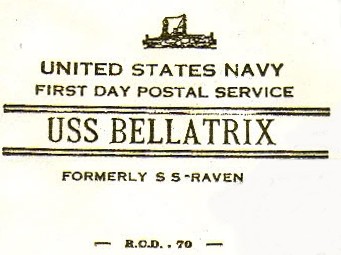 UNITED STATES NAVY
FIRST DAY POSTAL SERVICE
USS BELLATRIX
FORMERLY S S-RAVEN
— R.C.D. . 70 —